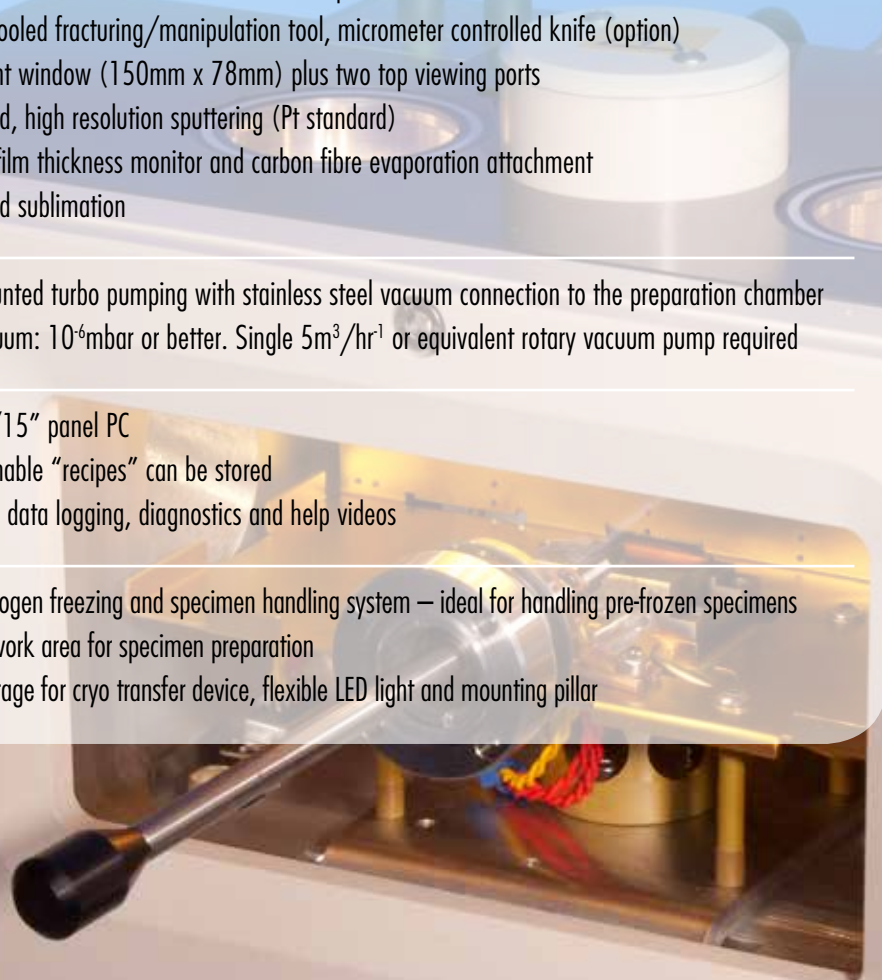 ooled fracturing/manipulation tool, micrometer controlled knife (option)
nt window (150mm x 78mm) plus two top viewing ports
d, high resolution sputtering (Pt standard)
film thickness monitor and carbon fibre evaporation attachment
d sublimation
unted turbo pumping with stainless steel vacuum connection to the preparation chamber
uum: 10⁻⁶mbar or better. Single 5m³/hr⁻¹ or equivalent rotary vacuum pump required
/15” panel PC
mable “recipes” can be stored
data logging, diagnostics and help videos
ogen freezing and specimen handling system – ideal for handling pre-frozen specimens
work area for specimen preparation
rage for cryo transfer device, flexible LED light and mounting pillar